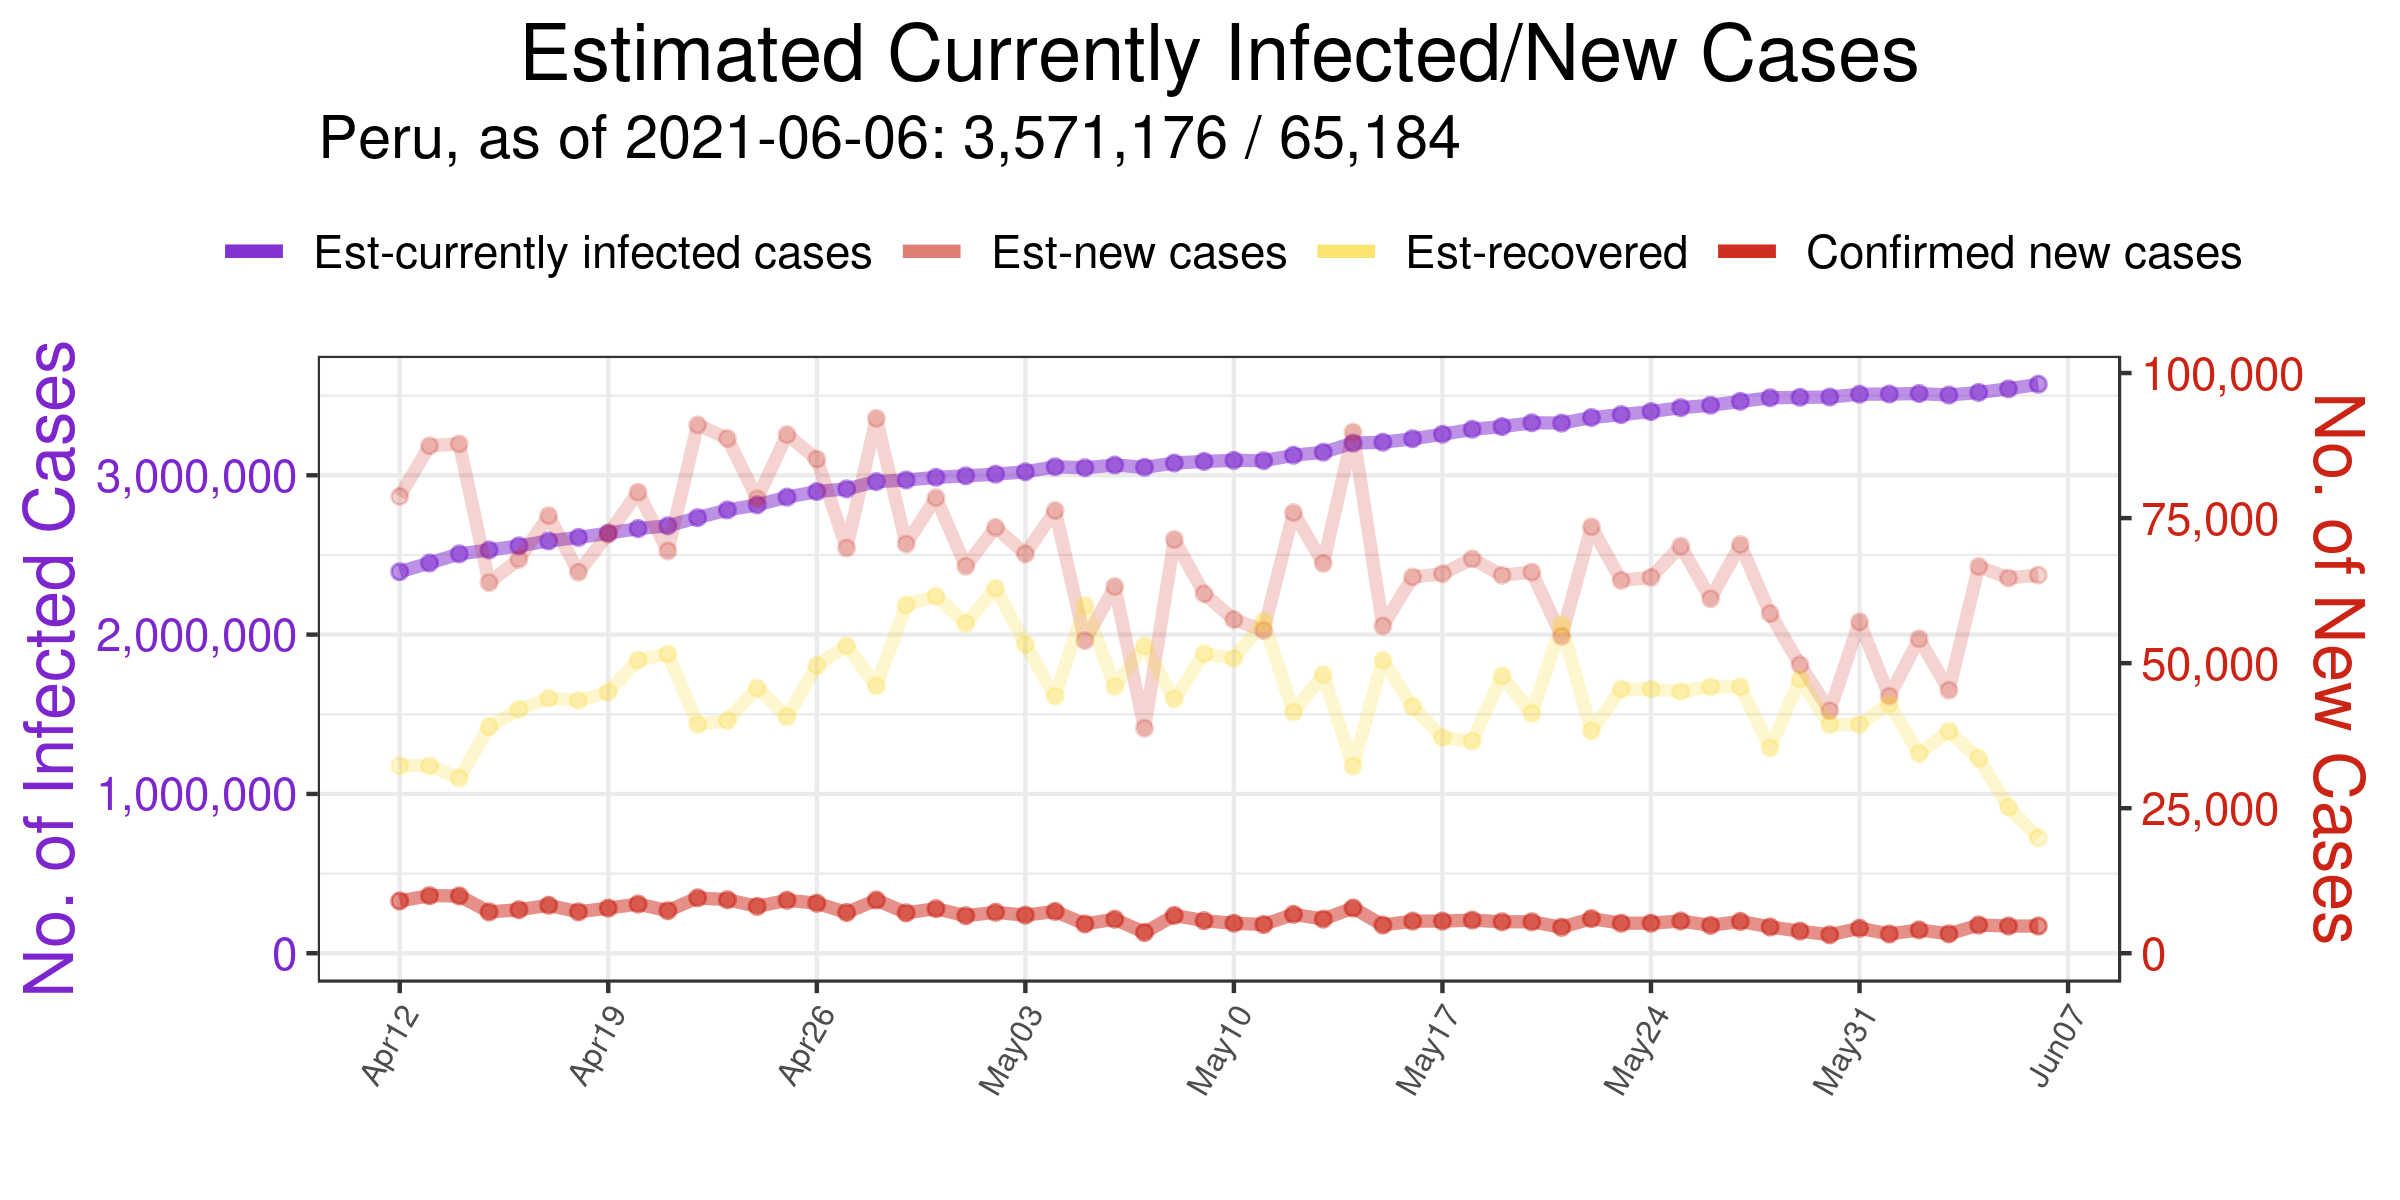 Estimated Currently Infected/New Cases
Peru, as of 2021-06-06: 3,571,176 / 65,184
Est-currently infected cases Est-new cases Est-recovered Confirmed new cases
No. of Infected Cases
3,000,000
2,000,000
1,000,000
0
100,000
75,000
50,000
25,000
0
No. of New Cases
Apr12 Apr19 Apr26 May03 May10 May17 May24 May31 Jun07